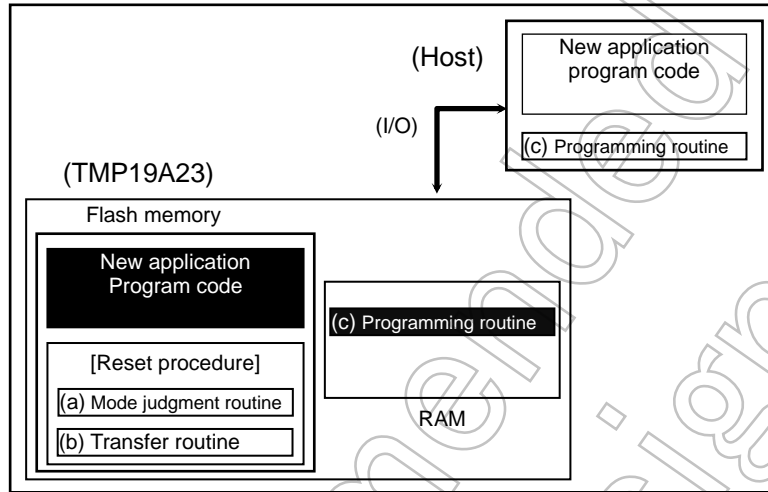 (Host)
New application
program code
(I/O)
(c) Programming routine
(TMP19A23)
Flash memory
New application
Program code
(c) Programming routine
[Reset procedure]
(a) Mode judgment routine
(b) Transfer routine
RAM